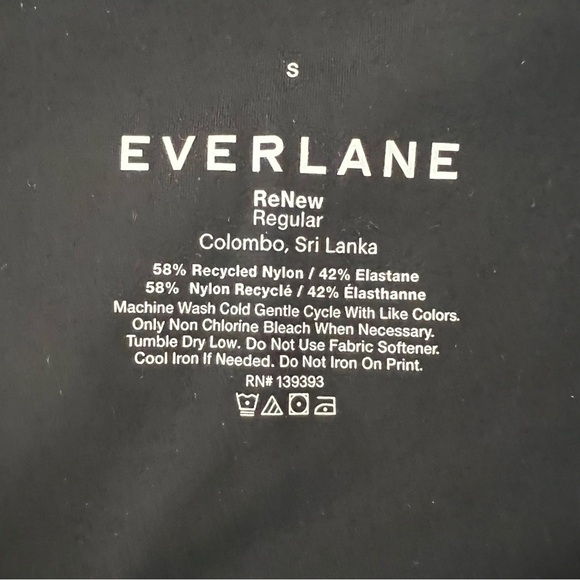 S
EVERLANE
ReNew
Regular
Colombo, Sri Lanka
58% Recycled Nylon / 42% Elastane
58% Nylon Recyclé / 42% Élasthanne
Machine Wash Cold Gentle Cycle With Like Colors.
Only Non Chlorine Bleach When Necessary.
Tumble Dry Low. Do Not Use Fabric Softener.
Cool Iron If Needed. Do Not Iron On Print.
RN# 139393